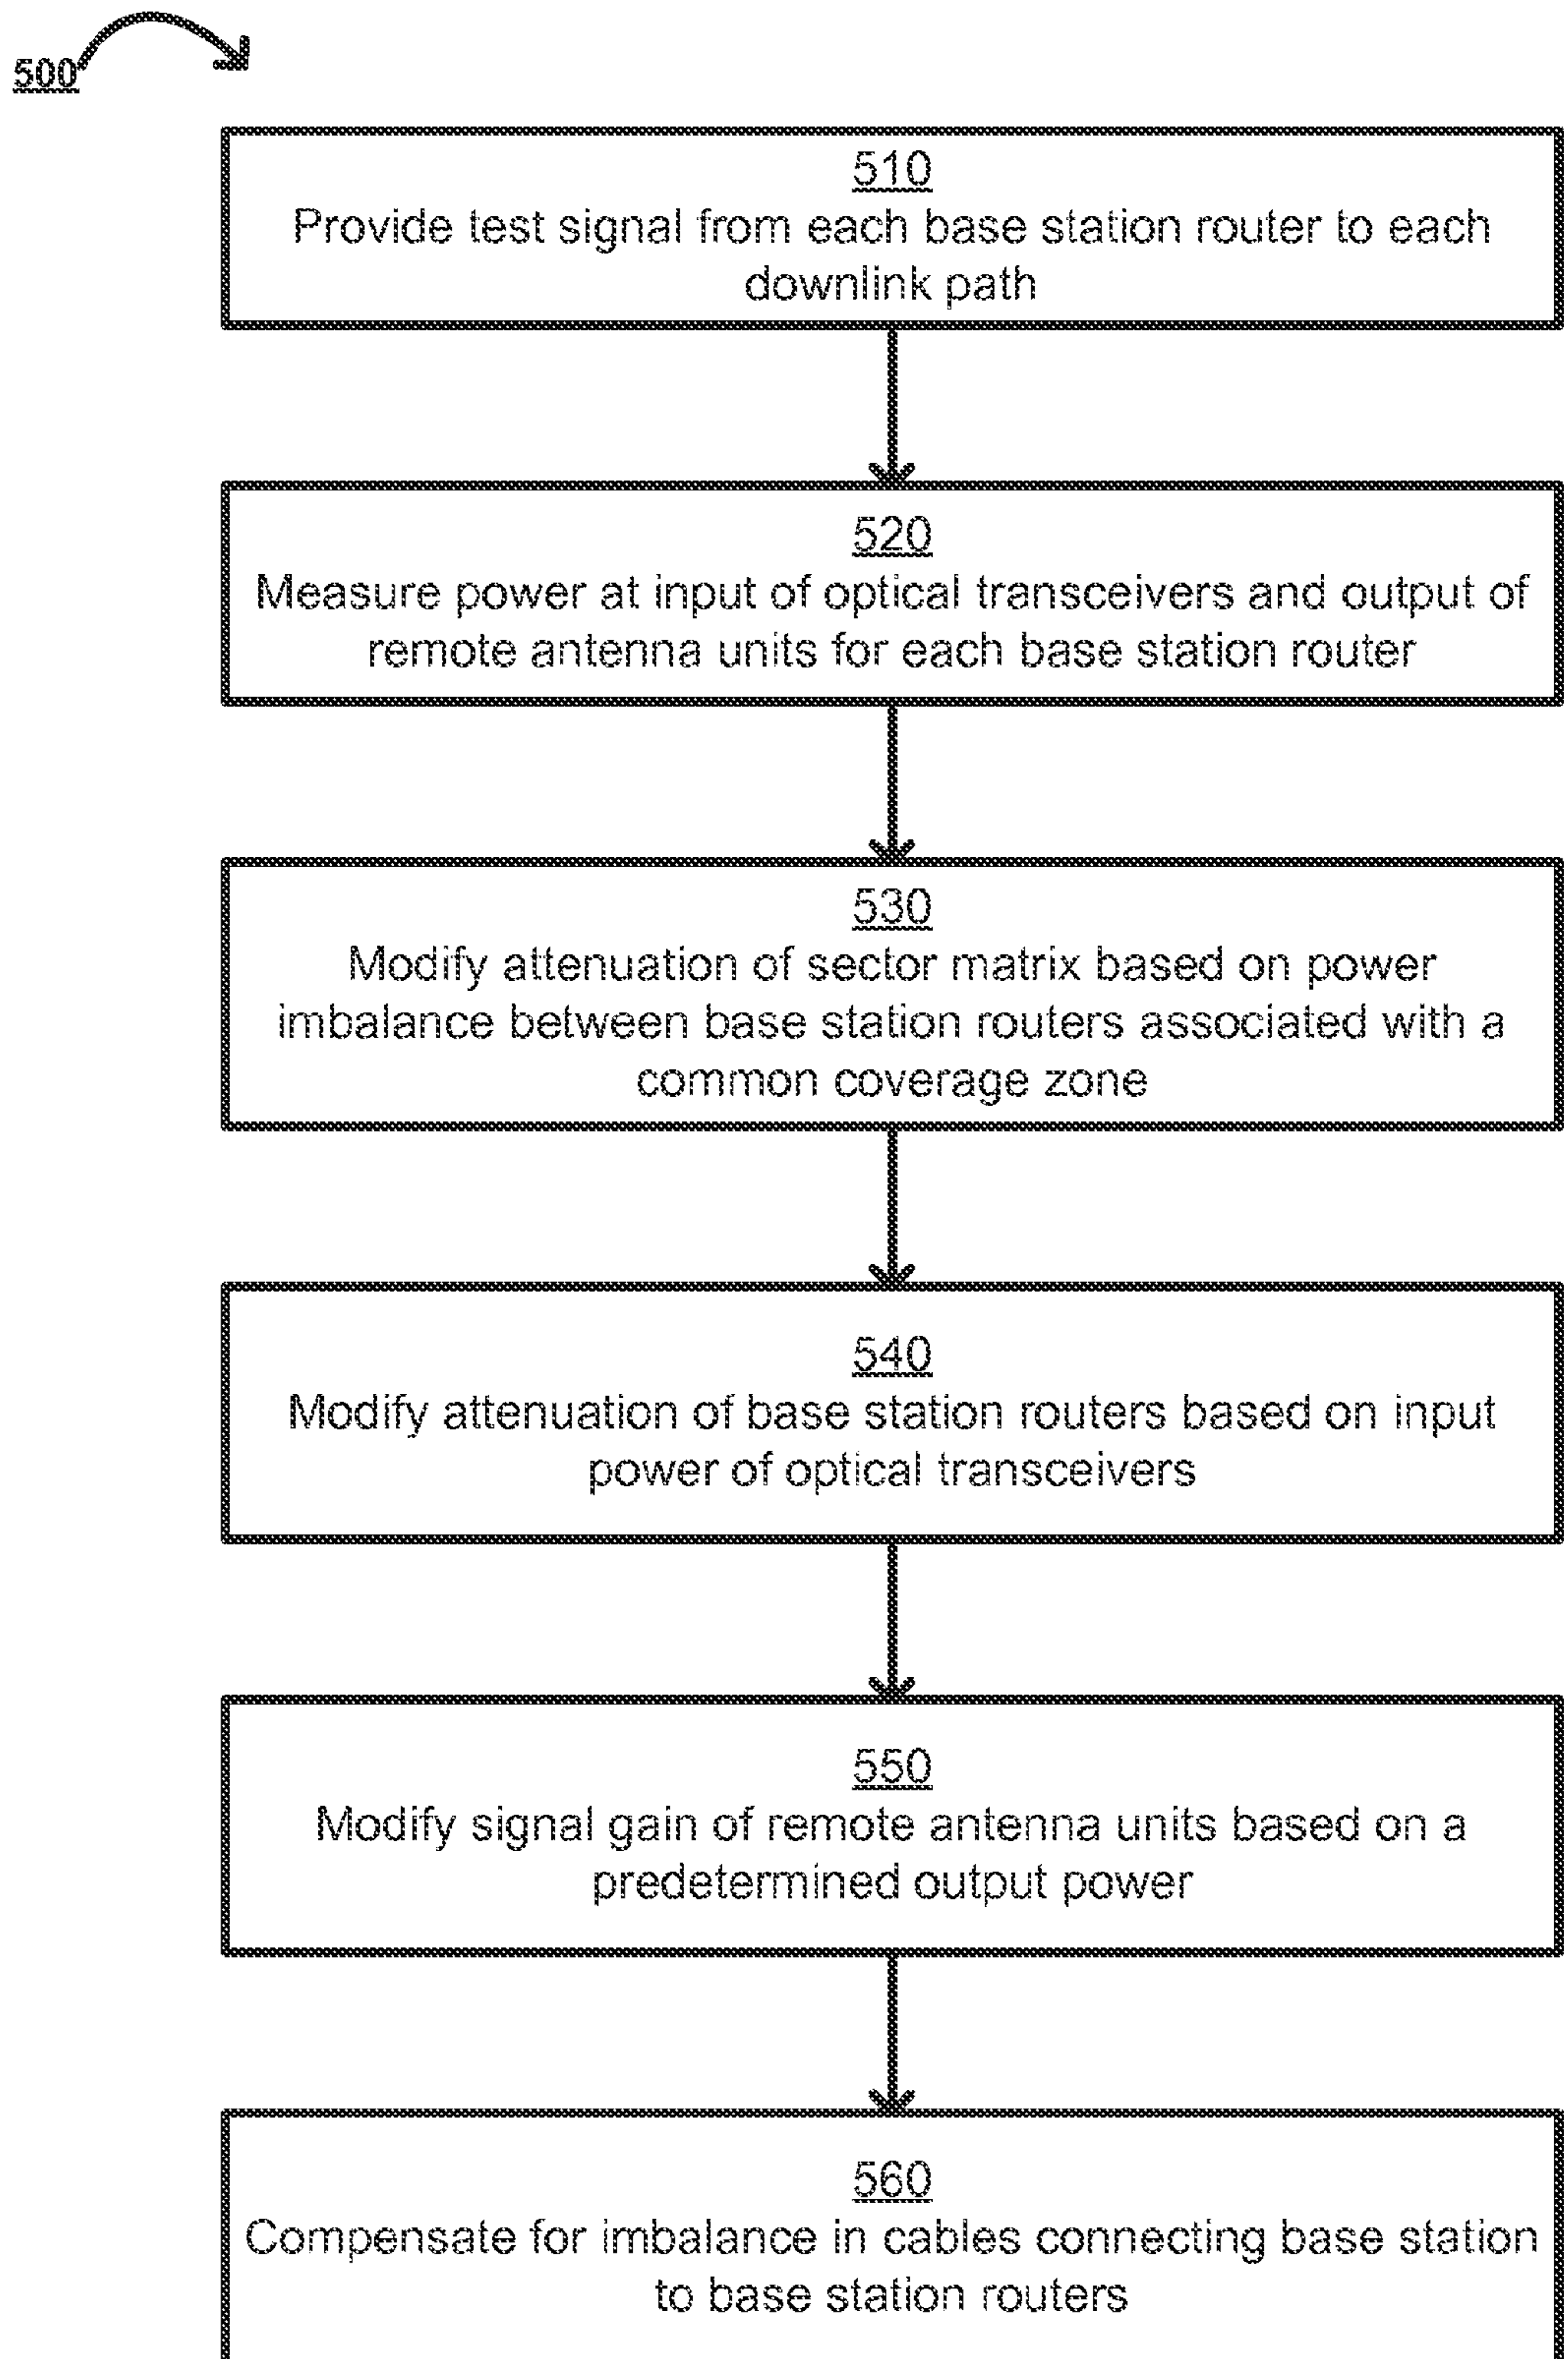 500
510
Provide test signal from each base station router to each
downlink path
520
Measure power at input of optical transceivers and output of
remote antenna units for each base station router
530
Modify attenuation of sector matrix based on power
imbalance between base station routers associated with a
common coverage zone
540
Modify attenuation of base station routers based on input
power of optical transceivers
550
Modify signal gain of remote antenna units based on a
predetermined output power
560
Compensate for imbalance in cables connecting base station
to base station routers